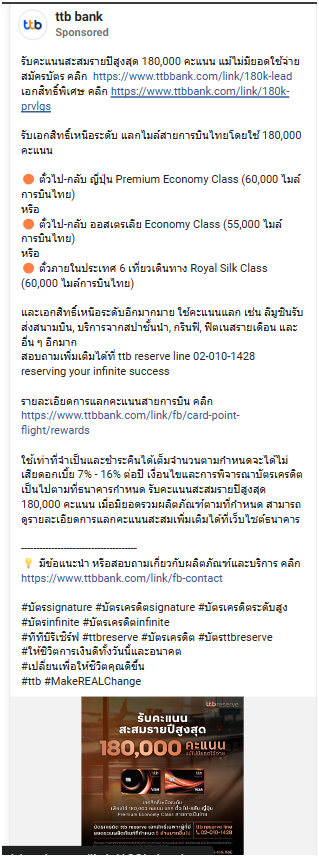 ttb
ttb bank
Sponsored
รับคะแนนสะสมรายปีสูงสุด 180,000 คะแนน แม้ไม่มียอดใช้จ่าย
สมัครบัตร คลิก https://www.ttbbank.com/link/180k-lead
เอกสิทธิ์พิเศษ คลิก https://www.ttbbank.com/link/180k-
prvlgs
รับเอกสิทธิ์เหนือระดับ แลกไมล์สายการบินไทยโดยใช้ 180,000
คะแนน
🟠 ตั๋วไป-กลับ ญี่ปุ่น Premium Economy Class (60,000 ไมล์
การบินไทย)
หรือ
🟠 ตั๋วไป-กลับ ออสเตรเลีย Economy Class (55,000 ไมล์
การบินไทย)
หรือ
🟠 ตั๋วภายในประเทศ 6 เที่ยวเดินทาง Royal Silk Class
(60,000 ไมล์การบินไทย)
และเอกสิทธิ์เหนือระดับอีกมากมาย ใช้คะแนนแลก เช่น ลีมูซีนรับ
ส่งสนามบิน, บริการจากสปาชั้นนำ, กรีนฟี, ฟิตเนสรายเดือน และ
อื่น ๆ อีกมาก
สอบถามเพิ่มเติมได้ที่ ttb reserve line 02-010-1428
reserving your infinite success
รายละเอียดการแลกคะแนนสายการบิน คลิก
https://www.ttbbank.com/link/fb/card-point-
flight/rewards
ใช้เท่าที่จำเป็นและชำระคืนได้เต็มจำนวนตามกำหนดจะได้ไม่
เสียดอกเบี้ย 7% - 16% ต่อปี เงื่อนไขและการพิจารณาบัตรเครดิต
เป็นไปตามที่ธนาคารกำหนด รับคะแนนสะสมรายปีสูงสุด
180,000 คะแนน เมื่อมียอดรวมผลิตภัณฑ์ตามที่กำหนด สามารถ
ดูรายละเอียดการแลกคะแนนสะสมเพิ่มเติมได้ที่เว็บไซต์ธนาคาร
----------------------------------------
💡 มีข้อแนะนำ หรือสอบถามเกี่ยวกับผลิตภัณฑ์และบริการ คลิก
https://www.ttbbank.com/link/fb-contact
#บัตรsignature #บัตรเครดิตsignature #บัตรเครดิตระดับสูง
#บัตรinfinite #บัตรเครดิตinfinite
#ทีทีบีรีเซิร์ฟ #ttbreserve #บัตรเครดิต #บัตรttbreserve
#ให้ชีวิตการเงินดีทั้งวันนี้และอนาคต
#เปลี่ยนเพื่อให้ชีวิตคุณดีขึ้น
#ttb #MakeREALChange
ttb reserve
รับคะแนน
สะสมรายปีสูงสุด
180,000 คะแนน
แม้ไม่มียอดใช้จ่าย
VISA
Premium Economy Class
02-010-1428